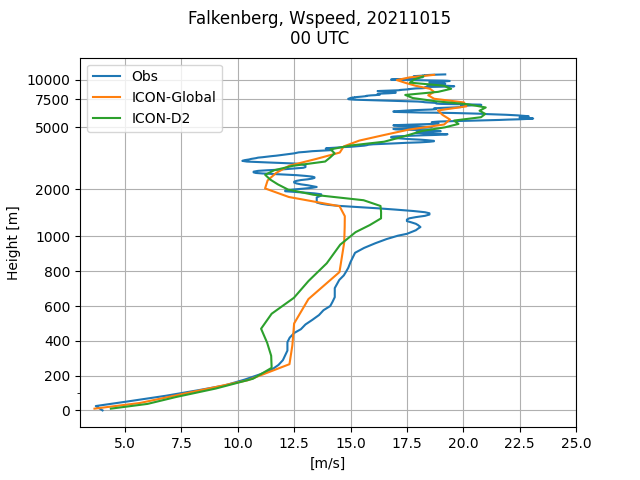 Falkenberg, Wspeed, 20211015
00 UTC
Obs
ICON-Global
ICON-D2
Height [m]
10000
7500
5000
2000
1000
800
600
400
200
0
5.0 7.5 10.0 12.5 15.0 17.5 20.0 22.5 25.0
[m/s]